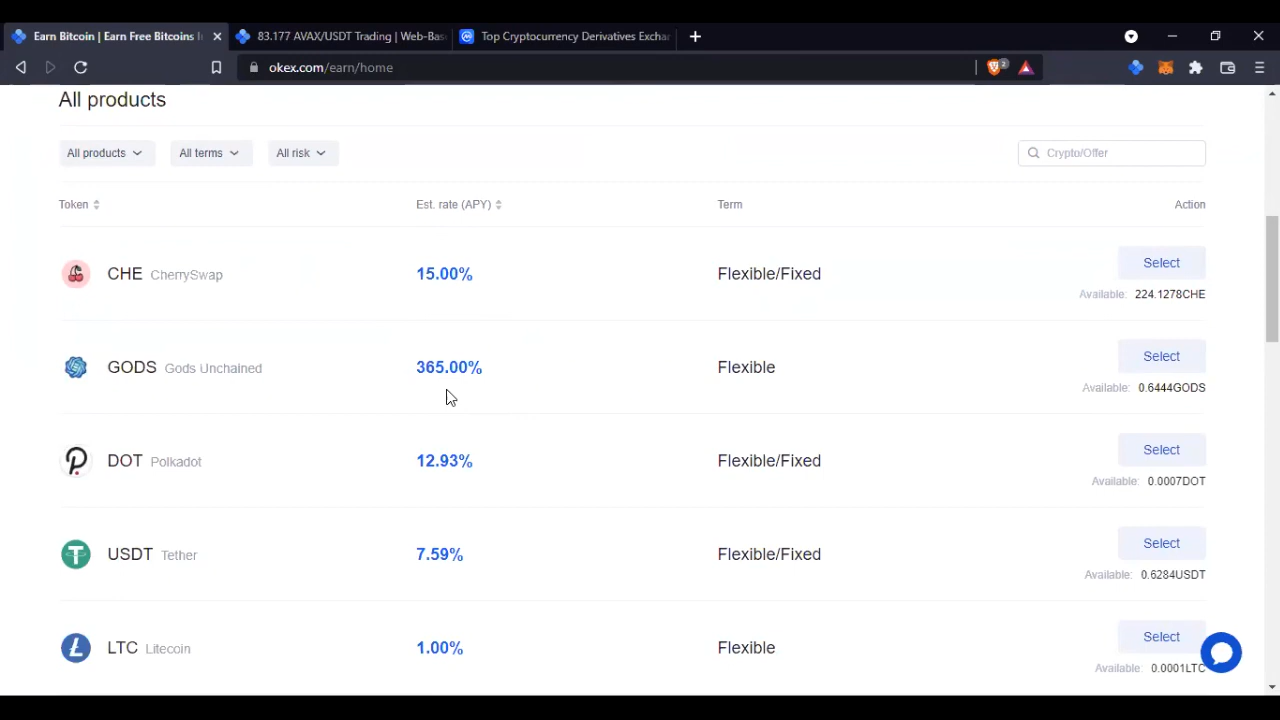 Earn Bitcoin | Earn Free Bitcoins I
83.177 AVAX/USDT Trading | Web-Bas
Top Cryptocurrency Derivatives Exchar
okex.com/earn/home
2
All products
All products
All terms
All risk
Crypto/Offer
Token
Est. rate (APY)
Term
Action
CHE CherrySwap
15.00%
Flexible/Fixed
Select
Available: 224.1278CHE
GODS Gods Unchained
365.00%
Flexible
Select
Available: 0.6444GODS
DOT Polkadot
12.93%
Flexible/Fixed
Select
Available: 0.0007DOT
USDT Tether
7.59%
Flexible/Fixed
Select
Available: 0.6284USDT
LTC Litecoin
1.00%
Flexible
Select
Available: 0.0001LTC